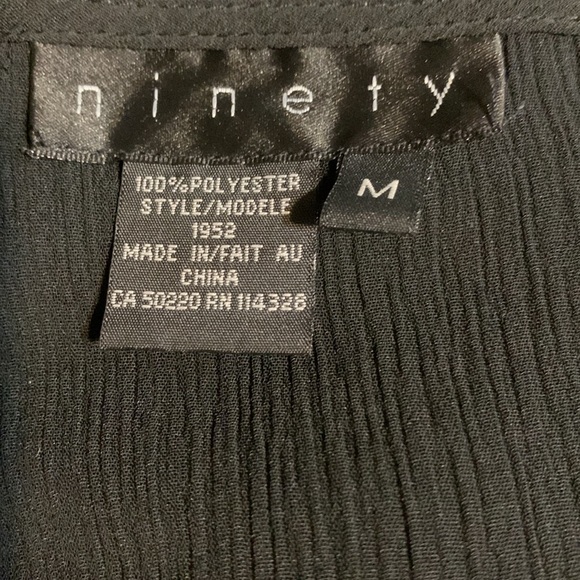 ninety
M
100%POLYESTER
STYLE/MODELE
1952
MADE IN/FAIT AU
CHINA
CA 50220 RN 114328